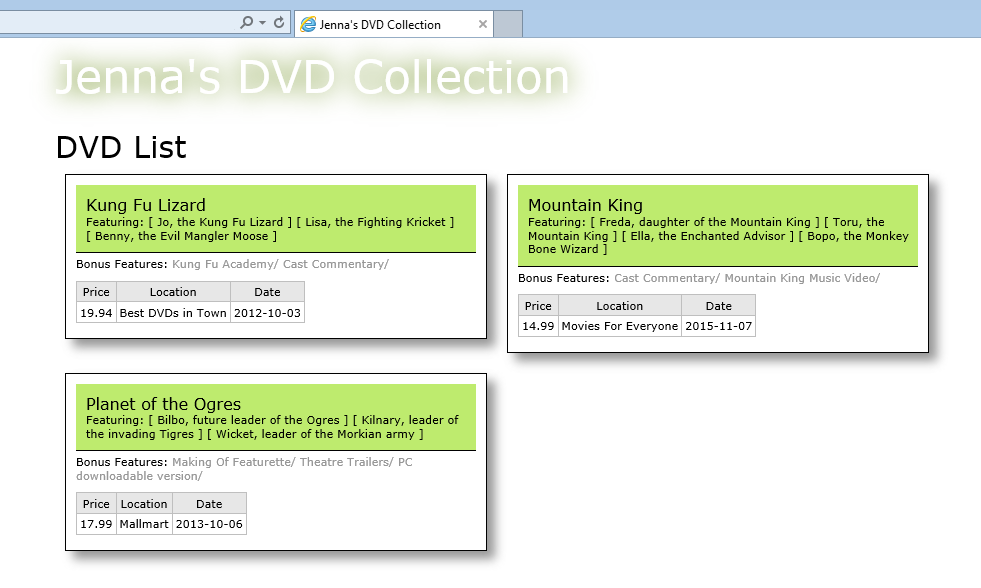 Jenna's DVD Collection
Jenna's DVD Collection
DVD List
Kung Fu Lizard
Featuring: [ Jo, the Kung Fu Lizard ] [ Lisa, the Fighting Kricket ]
[ Benny, the Evil Mangler Moose ]
Bonus Features: Kung Fu Academy/ Cast Commentary/
Price Location Date
19.94 Best DVDs in Town 2012-10-03
Mountain King
Featuring: [ Freda, daughter of the Mountain King ] [ Toru, the
Mountain King ] [ Ella, the Enchanted Advisor ] [ Bopo, the Monkey
Bone Wizard ]
Bonus Features: Cast Commentary/ Mountain King Music Video/
Price Location Date
14.99 Movies For Everyone 2015-11-07
Planet of the Ogres
Featuring: [ Bilbo, future leader of the Ogres ] [ Kilnary, leader of
the invading Tigres ] [ Wicket, leader of the Morkian army ]
Bonus Features: Making Of Featurette/ Theatre Trailers/ PC
downloadable version/
Price Location Date
17.99 Mallmart 2013-10-06